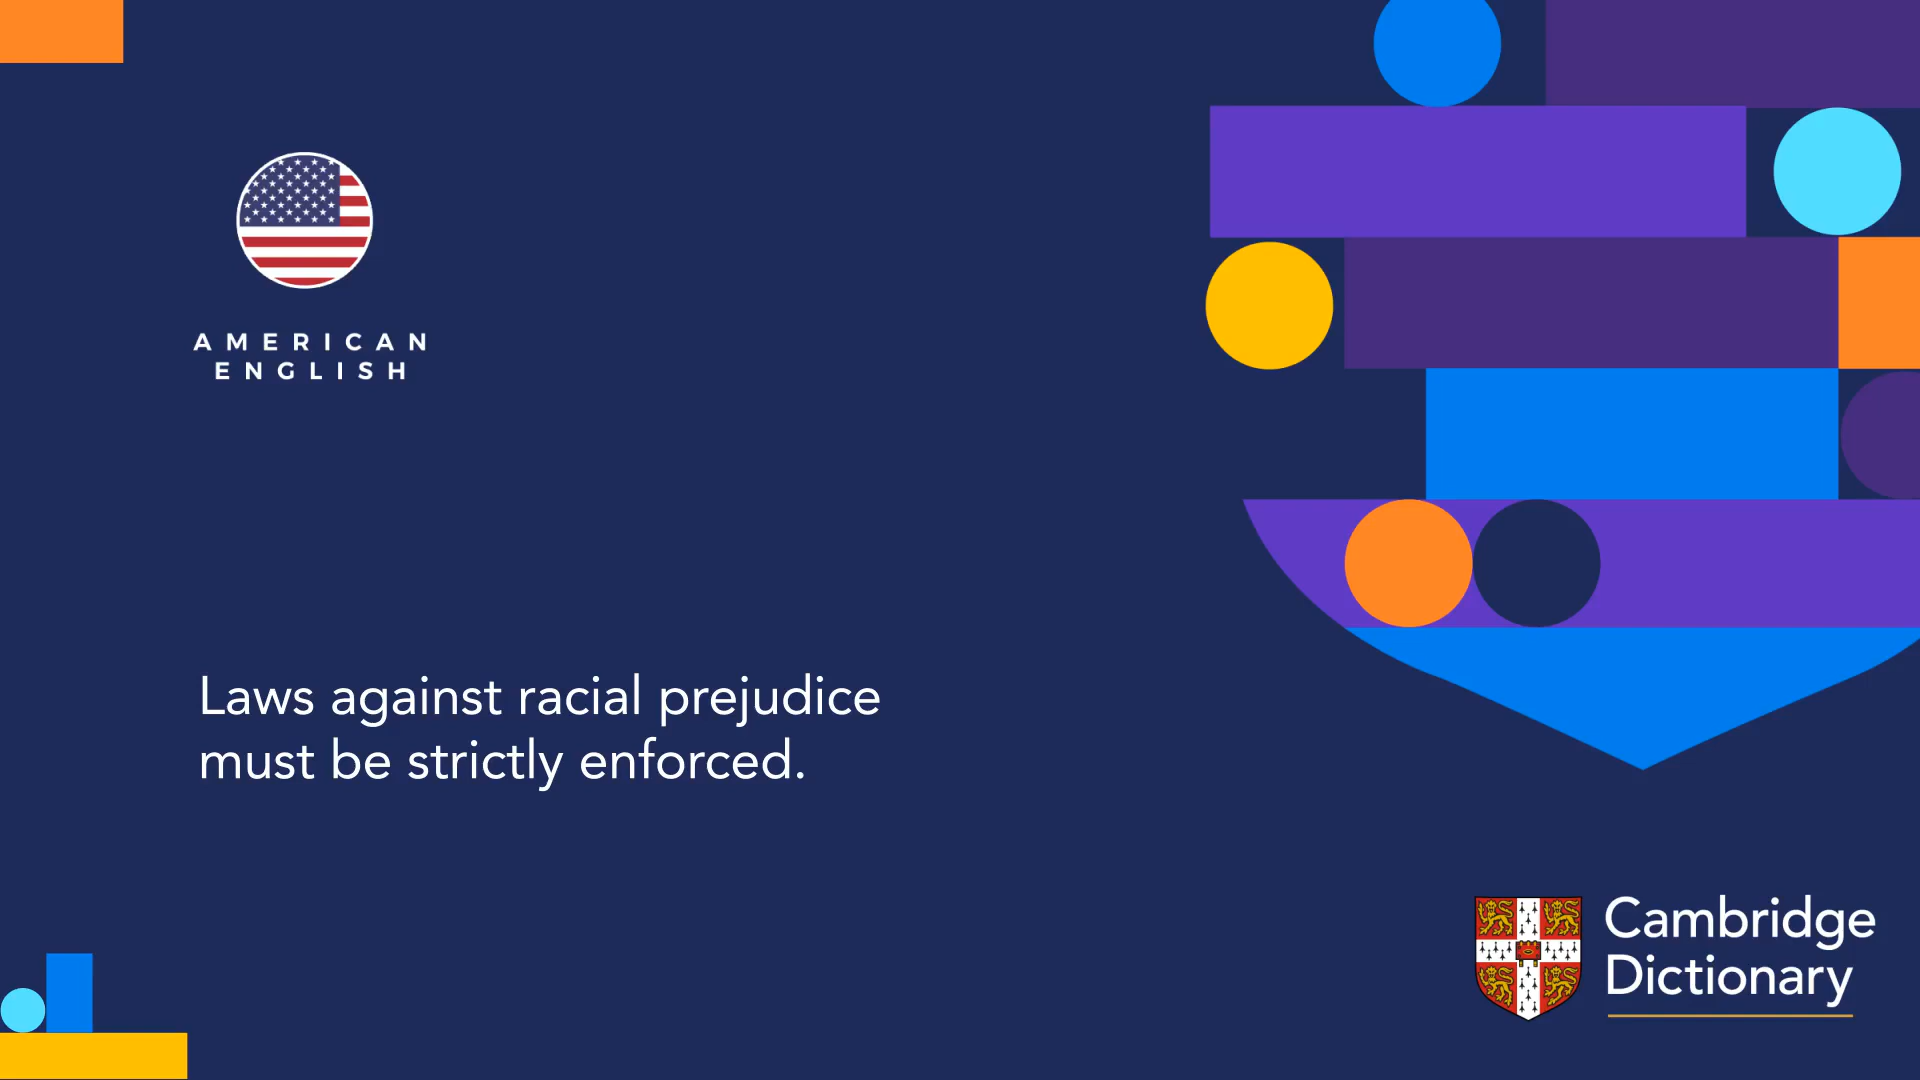 AMERICAN
ENGLISH
Laws against racial prejudice
must be strictly enforced.
Cambridge
Dictionary